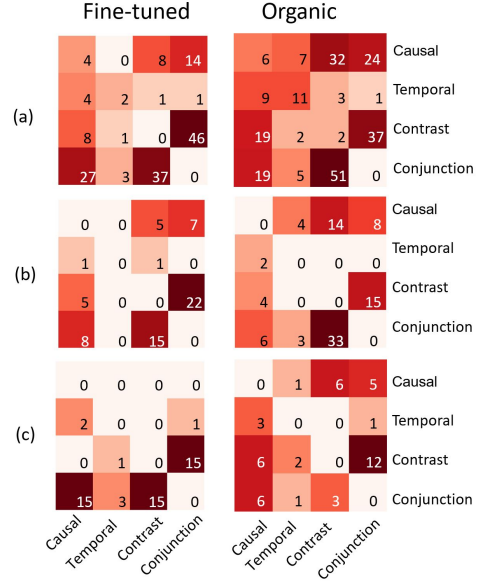 Fine-tuned Organic
(a)
4 0 8 14 6 7 32 24 Causal
4 2 1 1 9 11 3 1 Temporal
8 1 0 46 19 2 2 37 Contrast
27 3 37 0 19 5 51 0 Conjunction
(b)
0 0 5 7 0 4 14 8 Causal
1 0 1 0 2 0 0 0 Temporal
5 0 0 22 4 0 0 15 Contrast
8 0 15 0 6 3 33 0 Conjunction
(c)
0 0 0 0 0 1 6 5 Causal
2 0 0 1 3 0 0 1 Temporal
0 1 0 15 6 2 0 12 Contrast
15 3 15 0 6 1 3 0 Conjunction
Causal Temporal Contrast Conjunction Causal Temporal Contrast Conjunction